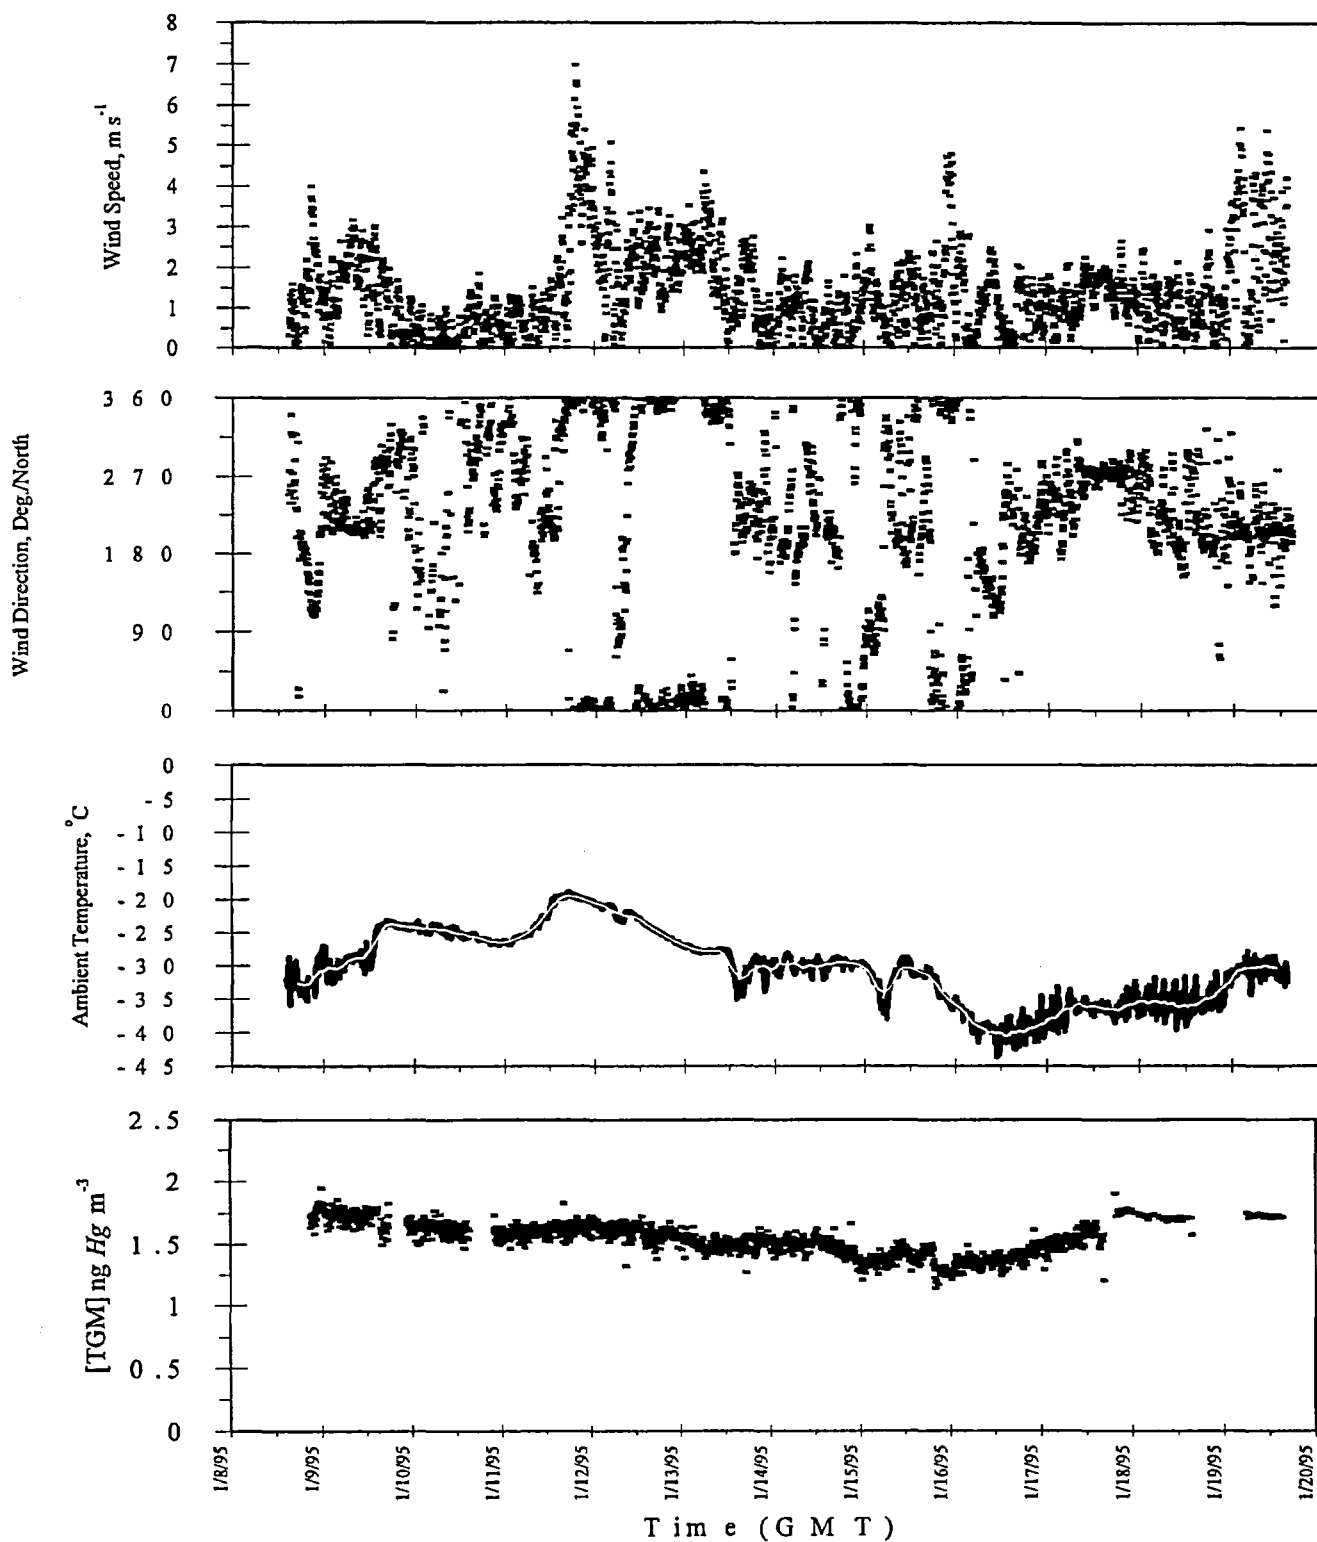 8
7
6
5
4
3
2
1
0
Wind Speed, m s⁻¹
3 6 0
2 7 0
1 8 0
9 0
0
Wind Direction, Deg./North
0
- 5
- 1 0
- 1 5
- 2 0
- 2 5
- 3 0
- 3 5
- 4 0
- 4 5
Ambient Temperature, °C
2 . 5
2
1 . 5
1
0 . 5
0
[TGM] ng Hg m⁻³
1/8/95
1/9/95
1/10/95
1/11/95
1/12/95
1/13/95
1/14/95
1/15/95
1/16/95
1/17/95
1/18/95
1/19/95
1/20/95
Time (GMT)